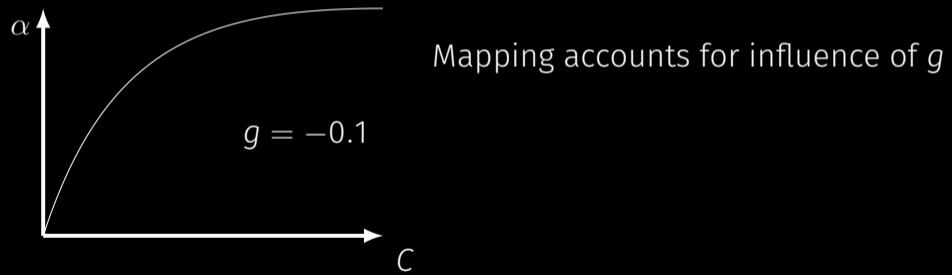 α
Mapping accounts for influence of g
g = −0.1
C